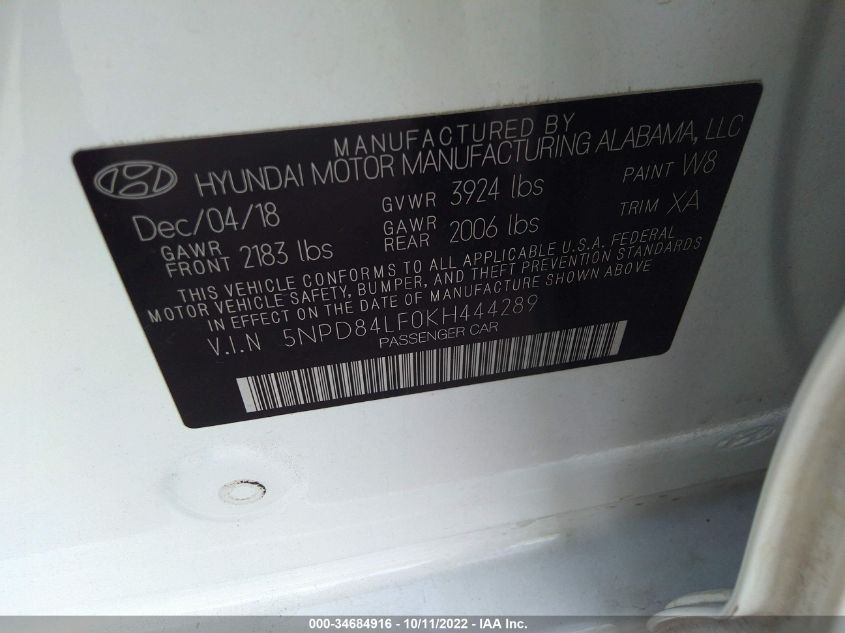 MANUFACTURED BY
HYUNDAI MOTOR MANUFACTURING ALABAMA, LLC
Dec/04/18 GVWR 3924 lbs PAINT W8
GAWR FRONT 2183 lbs GAWR REAR 2006 lbs TRIM XA
THIS VEHICLE CONFORMS TO ALL APPLICABLE U.S.A. FEDERAL
MOTOR VEHICLE SAFETY, BUMPER, AND THEFT PREVENTION STANDARDS
IN EFFECT ON THE DATE OF MANUFACTURE SHOWN ABOVE
V.I.N 5NPD84LF0KH444289
PASSENGER CAR
000-34684916 - 10/11/2022 - IAA Inc.